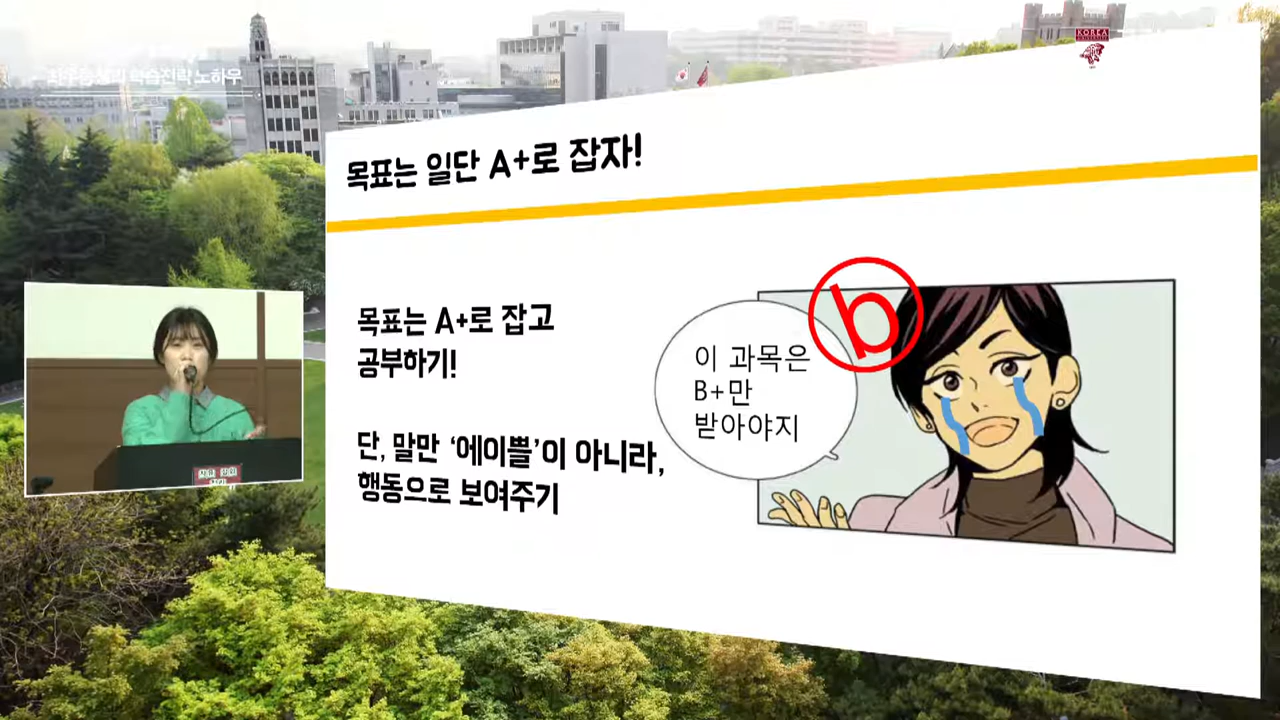 학습전략 노하우
KOREA
목표는 일단 A+로 잡자!
목표는 A+로 잡고
공부하기!
단, 말만 ‘에이쁠’이 아니라,
행동으로 보여주기
b
이 과목은
B+만
받아야지